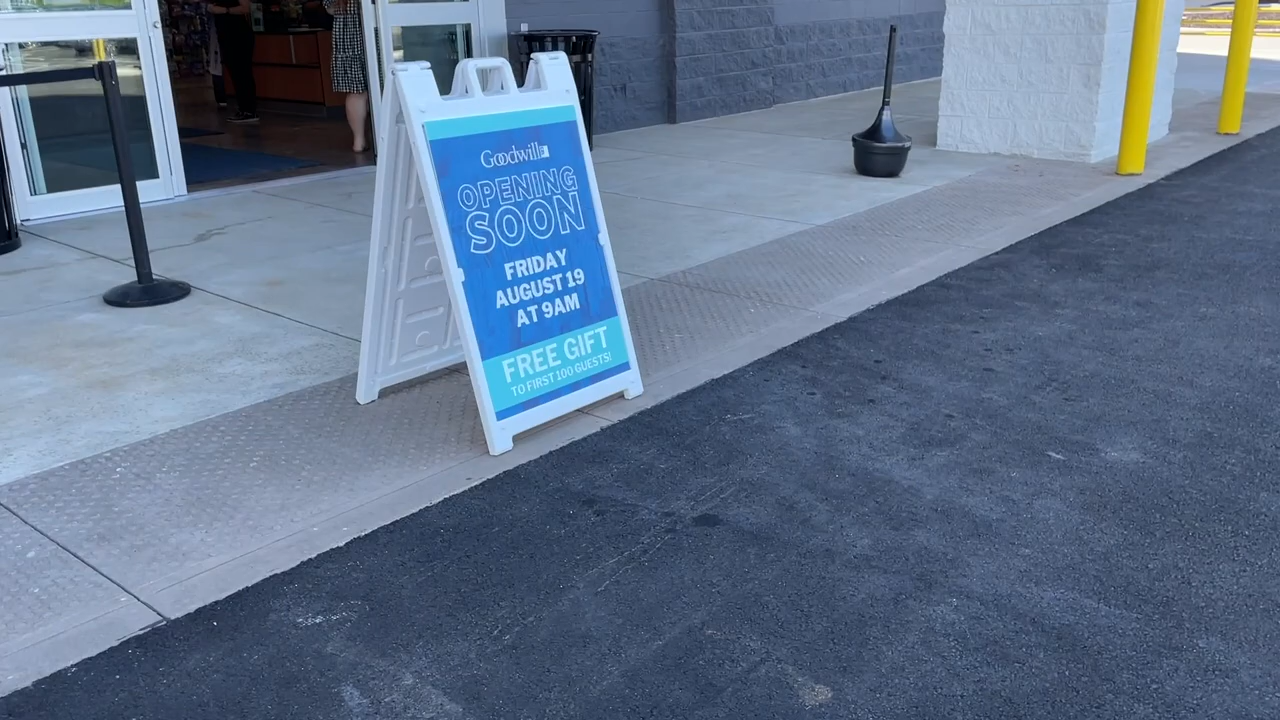 Goodwill
OPENING
SOON
FRIDAY
AUGUST 19
AT 9AM
FREE GIFT
TO FIRST 100 GUESTS!